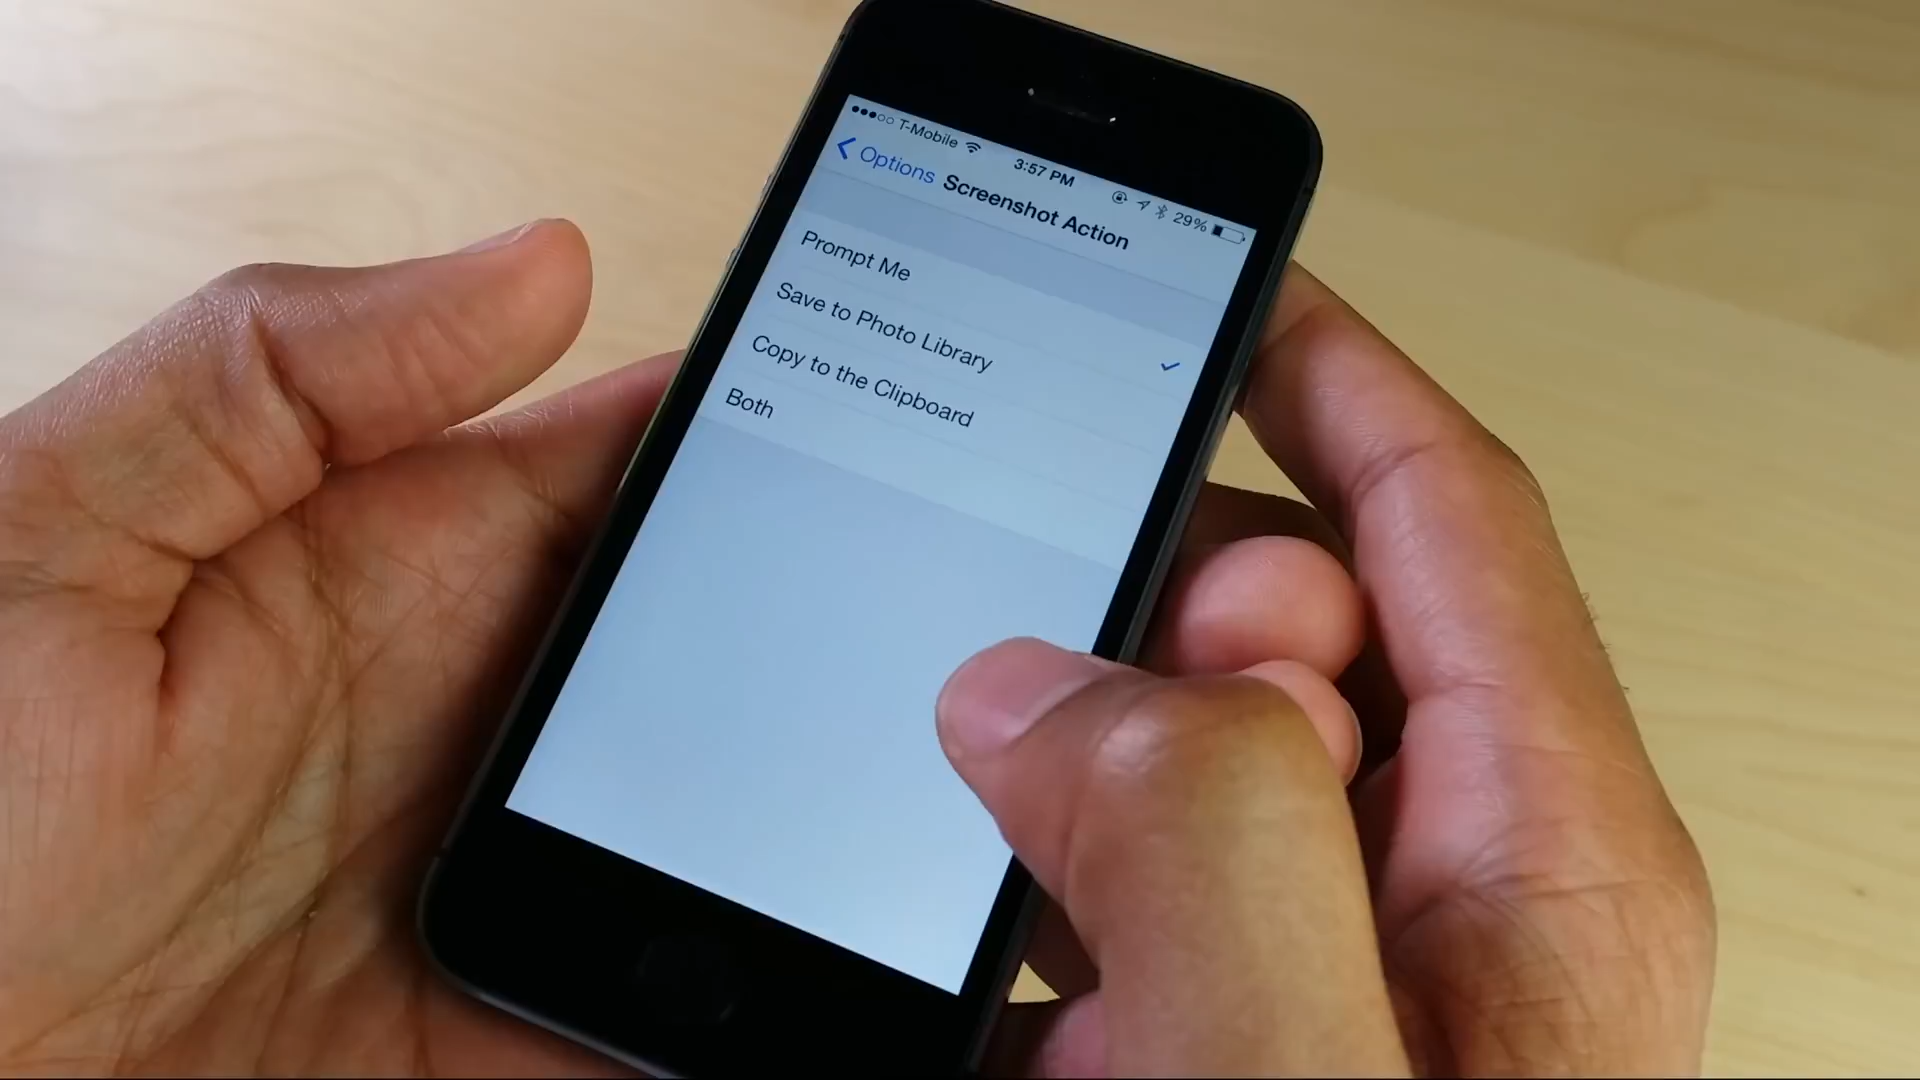 T-Mobile 3:57 PM 29%
Options Screenshot Action
Prompt Me
Save to Photo Library
Copy to the Clipboard
Both